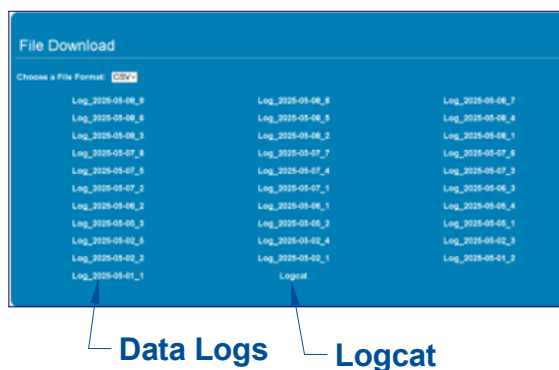 File Download
Choose a File Format: CSV
Log_2025-05-08_9 Log_2025-05-08_8 Log_2025-05-08_7
Log_2025-05-08_6 Log_2025-05-08_5 Log_2025-05-08_4
Log_2025-05-08_3 Log_2025-05-08_2 Log_2025-05-08_1
Log_2025-05-07_8 Log_2025-05-07_7 Log_2025-05-07_6
Log_2025-05-07_5 Log_2025-05-07_4 Log_2025-05-07_3
Log_2025-05-07_2 Log_2025-05-07_1 Log_2025-05-06_3
Log_2025-05-06_2 Log_2025-05-06_1 Log_2025-05-05_4
Log_2025-05-05_3 Log_2025-05-05_2 Log_2025-05-05_1
Log_2025-05-02_5 Log_2025-05-02_4 Log_2025-05-02_3
Log_2025-05-02_2 Log_2025-05-02_1 Log_2025-05-01_2
Log_2025-05-01_1 Logcat
Data Logs Logcat